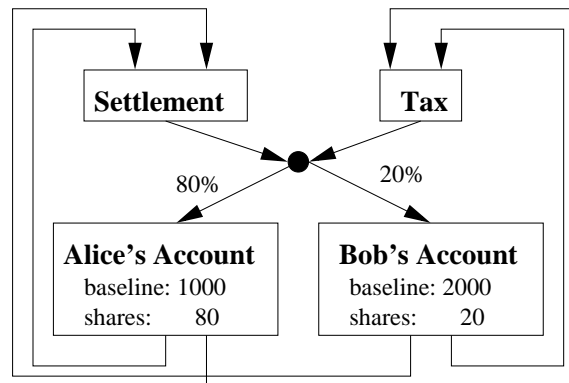 Settlement
Tax
80%
20%
Alice's Account
baseline: 1000
shares: 80
Bob's Account
baseline: 2000
shares: 20